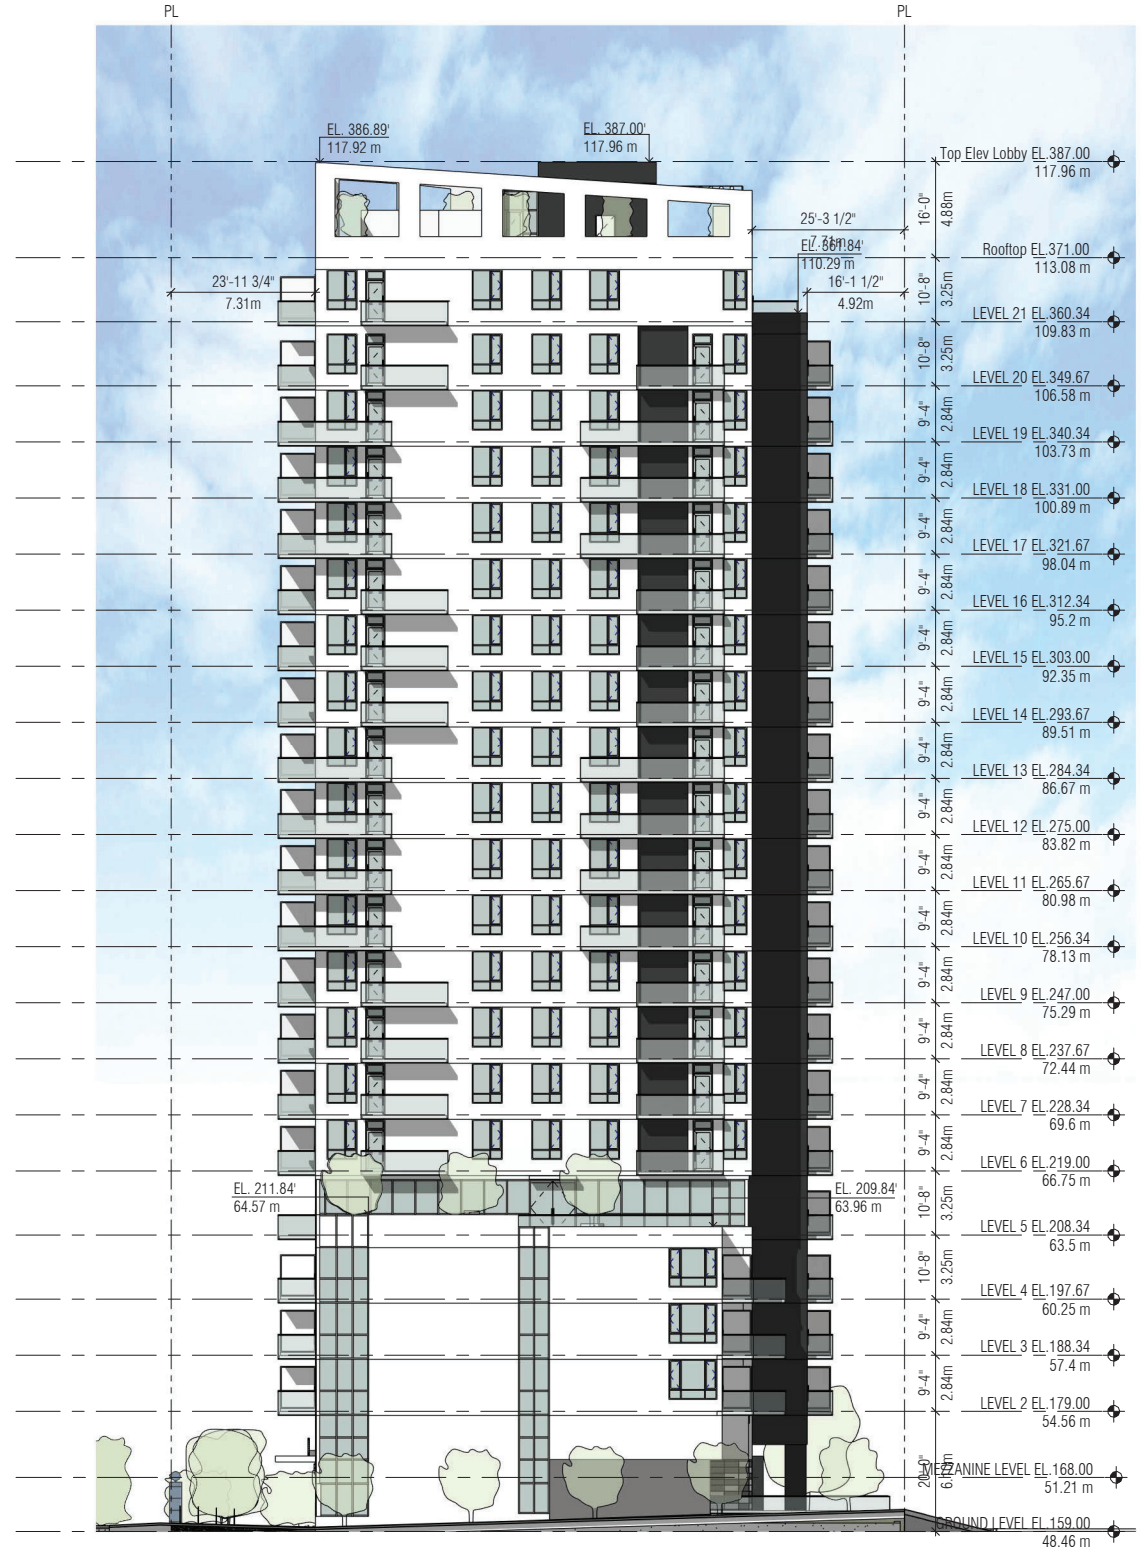 PL
PL
EL. 386.89'
117.92 m
EL. 387.00'
117.96 m
Top Elev Lobby EL.387.00
117.96 m
16'-0"
4.88m
25'-3 1/2"
7.71m
EL. 361.84'
110.29 m
Rooftop EL.371.00
113.08 m
23'-11 3/4"
7.31m
16'-1 1/2"
4.92m
10'-8"
3.25m
LEVEL 21 EL.360.34
109.83 m
10'-8"
3.25m
LEVEL 20 EL.349.67
106.58 m
9'-4"
2.84m
LEVEL 19 EL.340.34
103.73 m
9'-4"
2.84m
LEVEL 18 EL.331.00
100.89 m
9'-4"
2.84m
LEVEL 17 EL.321.67
98.04 m
9'-4"
2.84m
LEVEL 16 EL.312.34
95.2 m
9'-4"
2.84m
LEVEL 15 EL.303.00
92.35 m
9'-4"
2.84m
LEVEL 14 EL.293.67
89.51 m
9'-4"
2.84m
LEVEL 13 EL.284.34
86.67 m
9'-4"
2.84m
LEVEL 12 EL.275.00
83.82 m
9'-4"
2.84m
LEVEL 11 EL.265.67
80.98 m
9'-4"
2.84m
LEVEL 10 EL.256.34
78.13 m
9'-4"
2.84m
LEVEL 9 EL.247.00
75.29 m
9'-4"
2.84m
LEVEL 8 EL.237.67
72.44 m
9'-4"
2.84m
LEVEL 7 EL.228.34
69.6 m
9'-4"
2.84m
LEVEL 6 EL.219.00
66.75 m
EL. 211.84'
64.57 m
EL. 209.84'
63.96 m
10'-8"
3.25m
LEVEL 5 EL.208.34
63.5 m
10'-8"
3.25m
LEVEL 4 EL.197.67
60.25 m
9'-4"
2.84m
LEVEL 3 EL.188.34
57.4 m
9'-4"
2.84m
LEVEL 2 EL.179.00
54.56 m
20'-0"
MEZZANINE LEVEL EL.168.00
51.21 m
GROUND LEVEL EL.159.00
48.46 m